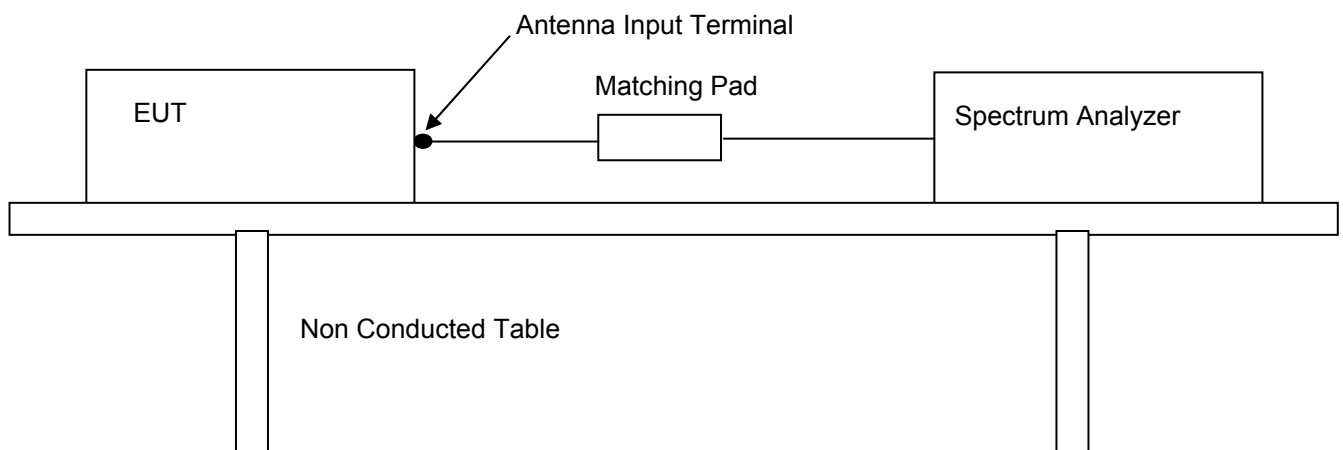 Antenna Input Terminal
Matching Pad
EUT
Spectrum Analyzer
Non Conducted Table